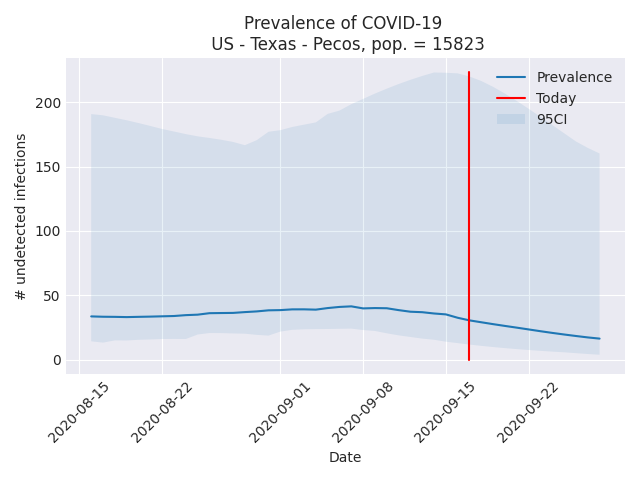 Prevalence of COVID-19
US - Texas - Pecos, pop. = 15823
Prevalence
Today
95CI
# undetected infections
200
150
100
50
0
2020-08-15
2020-08-22
2020-09-01
2020-09-08
2020-09-15
2020-09-22
Date